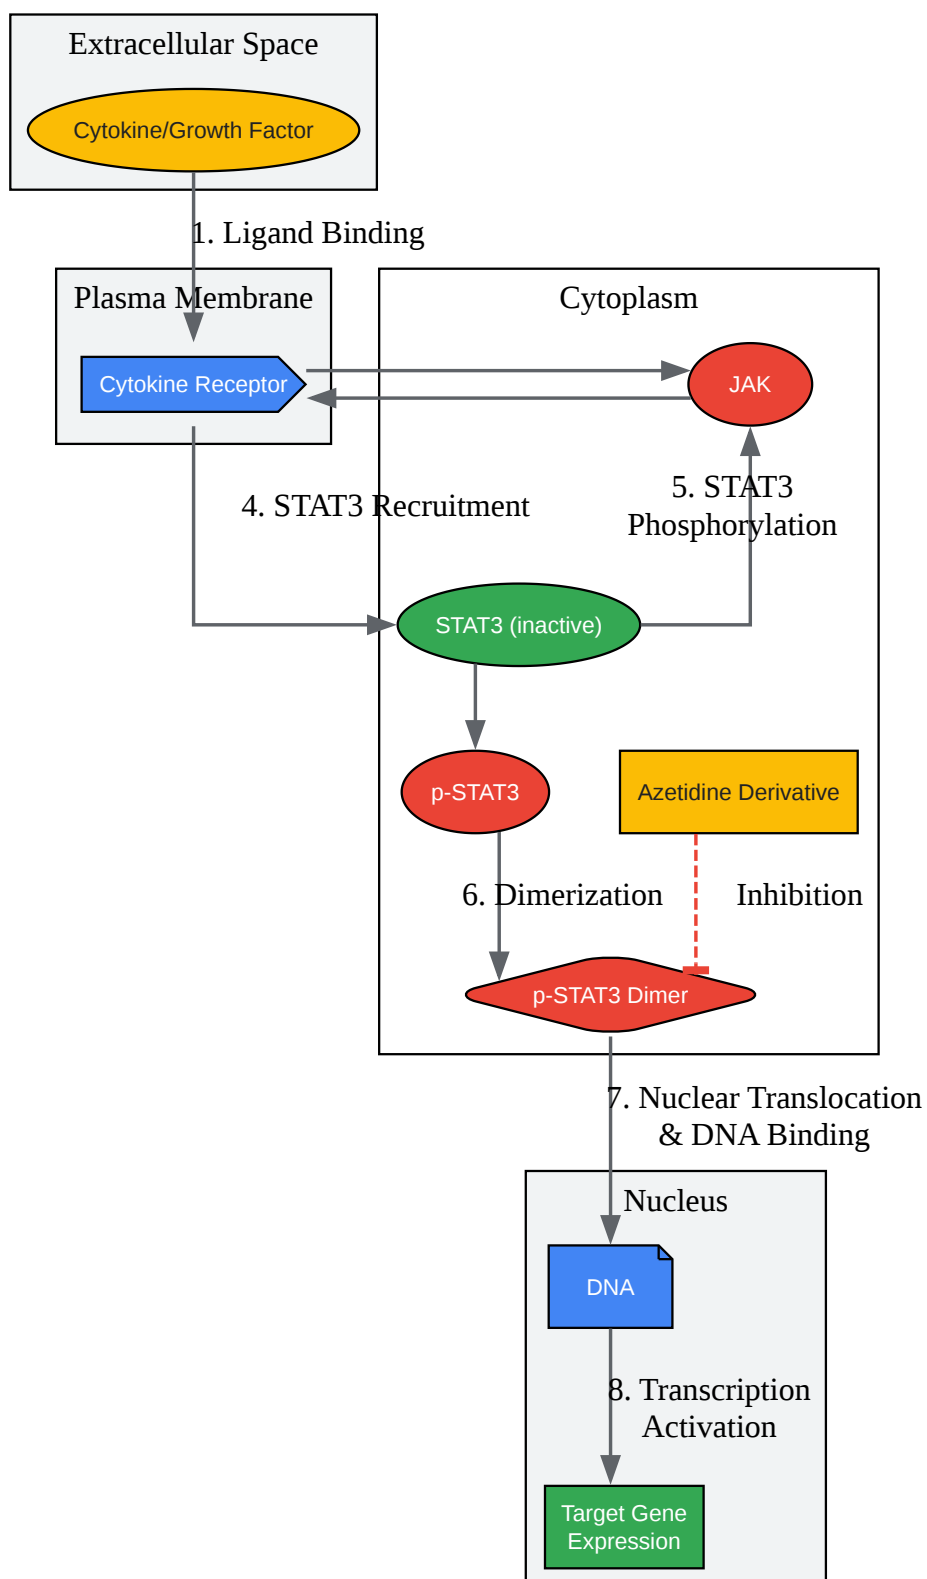 Extracellular Space
Cytokine/Growth Factor
1. Ligand Binding
Plasma Membrane
Cytoplasm
Cytokine Receptor
JAK
4. STAT3 Recruitment
5. STAT3
Phosphorylation
STAT3 (inactive)
p-STAT3
Azetidine Derivative
6. Dimerization
Inhibition
p-STAT3 Dimer
7. Nuclear Translocation
& DNA Binding
Nucleus
DNA
8. Transcription
Activation
Target Gene
Expression